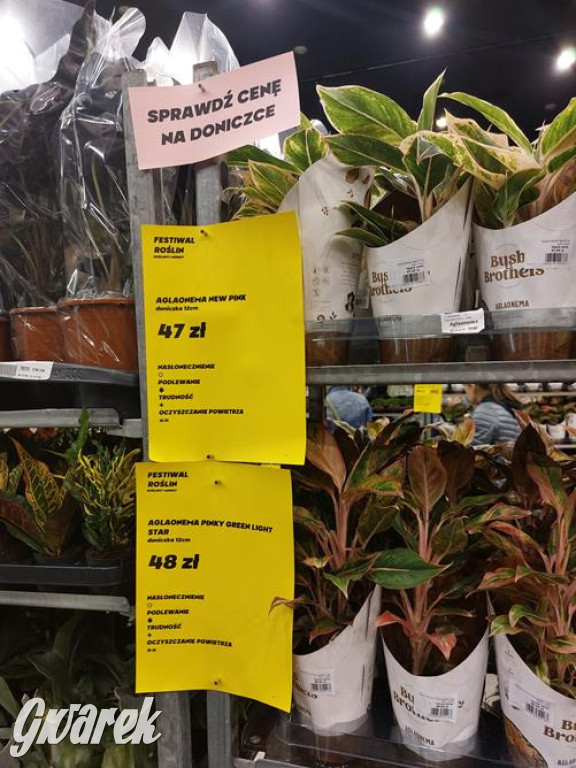 SPRAWDŹ CENĘ
NA DONICZCE
FESTIWAL
ROŚLIN
AGLAONEMA NEW PINK
doniczka 12cm
47 zł
NASŁONECZNIENIE
PODLEWANIE
TRUDNOŚĆ
+
OCZYSZCZANIE POWIETRZA
FESTIWAL
ROŚLIN
AGLAONEMA PINKY GREEN LIGHT
STAR
doniczka 12cm
48 zł
NASŁONECZNIENIE
PODLEWANIE
TRUDNOŚĆ
+
OCZYSZCZANIE POWIETRZA
Bush
Brothers
AGLAONEMA
Brothers
Aglaonema
Gwarek